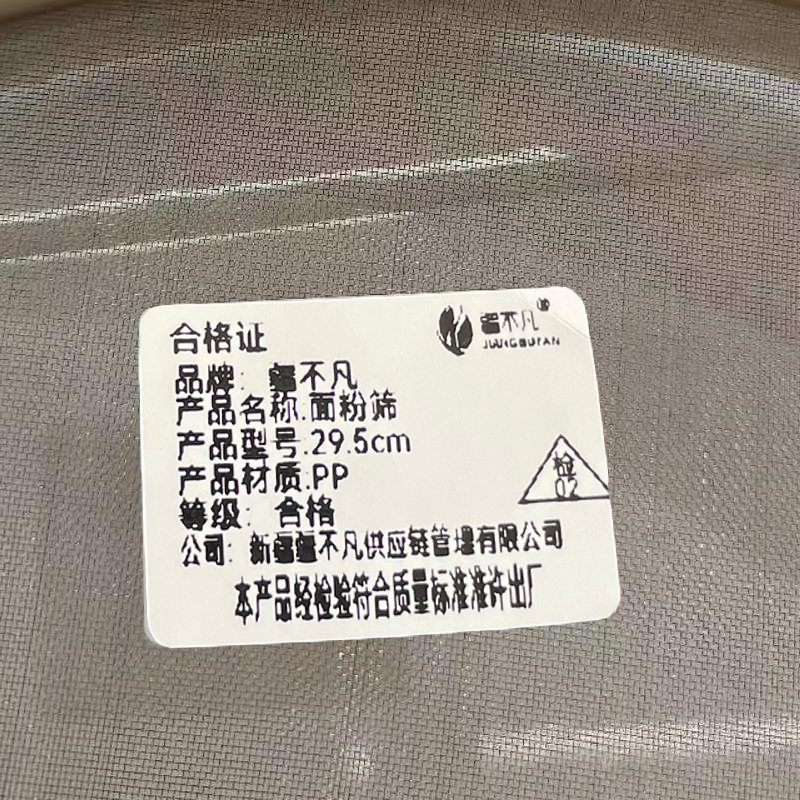 合格证
疆不凡
JIANGBUFAN
品牌: 疆不凡
产品名称:面粉筛
产品型号:29.5cm
产品材质:PP
检
02
等级: 合格
公司: 新疆疆不凡供应链管理有限公司
本产品经检验符合质量标准准许出厂